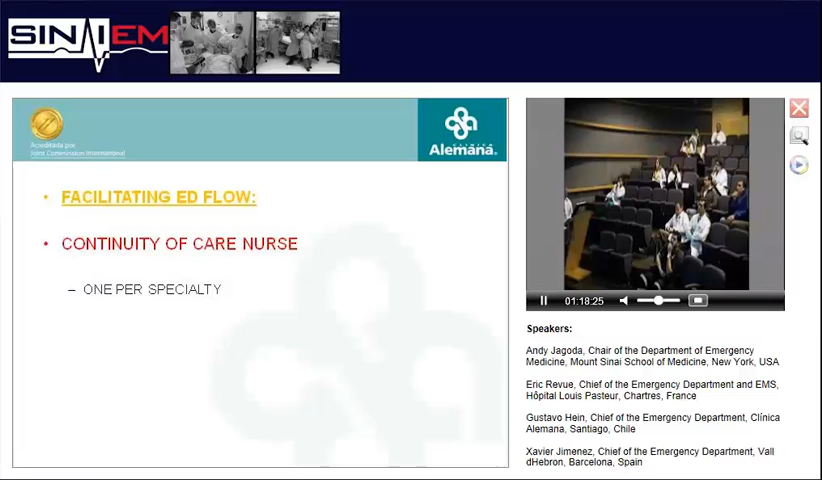 SINAEM
Acreditada por
Joint Commission International
CLINICA
Alemana
• FACILITATING ED FLOW:
• CONTINUITY OF CARE NURSE
– ONE PER SPECIALTY
01:18:25
Speakers:
Andy Jagoda, Chair of the Department of Emergency
Medicine, Mount Sinai School of Medicine, New York, USA
Eric Revue, Chief of the Emergency Department and EMS,
Hôpital Louis Pasteur, Chartres, France
Gustavo Hein, Chief of the Emergency Department, Clínica
Alemana, Santiago, Chile
Xavier Jimenez, Chief of the Emergency Department, Vall
dHebron, Barcelona, Spain